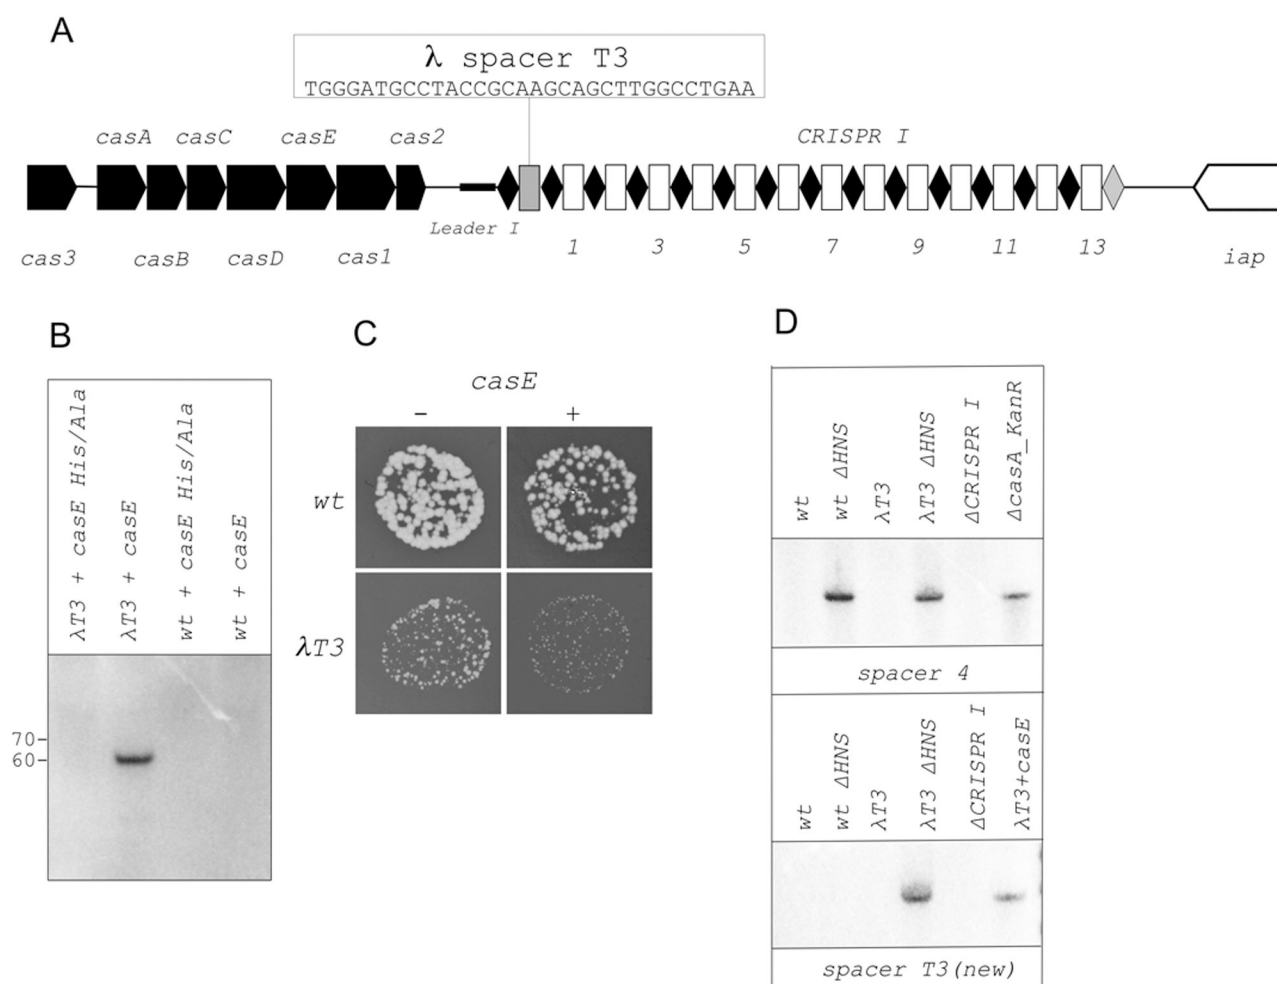 A
λ spacer T3
TGGGATGCCTACCGCAAGCAGCTTGGCCTGAA
casA casC casE cas2 CRISPR I
Leader I
cas3 casB casD cas1 1 3 5 7 9 11 13 iap
B
λT3 + casE His/Ala
λT3 + casE
wt + casE His/Ala
wt + casE
70
60
C
casE
- +
wt
λT3
D
wt
wt ΔHNS
λT3
λT3 ΔHNS
ΔCRISPR I
ΔcasA_KanR
spacer 4
wt
wt ΔHNS
λT3
λT3 ΔHNS
ΔCRISPR I
λT3+casE
spacer T3(new)